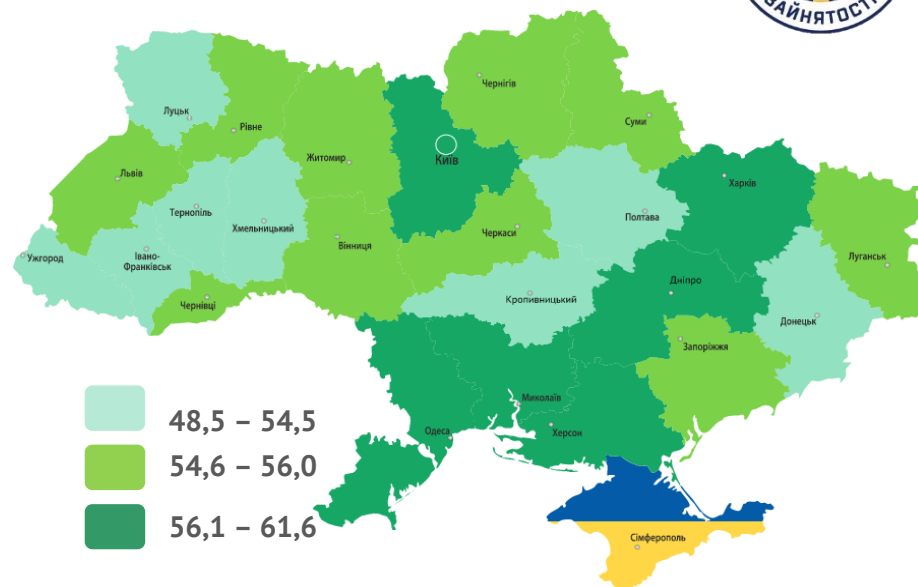 ЗАЙНЯТОСТІ
Чернігів
Луцьк
Суми
Рівне
Житомир
Київ
Львів
Харків
Тернопіль
Хмельницький
Полтава
Вінниця
Черкаси
Ужгород
Івано-
Франківськ
Луганськ
Дніпро
Чернівці
Кропивницький
Донецьк
Запоріжжя
Миколаїв
Одеса
Херсон
48,5 – 54,5
54,6 – 56,0
56,1 – 61,6
Сімферополь